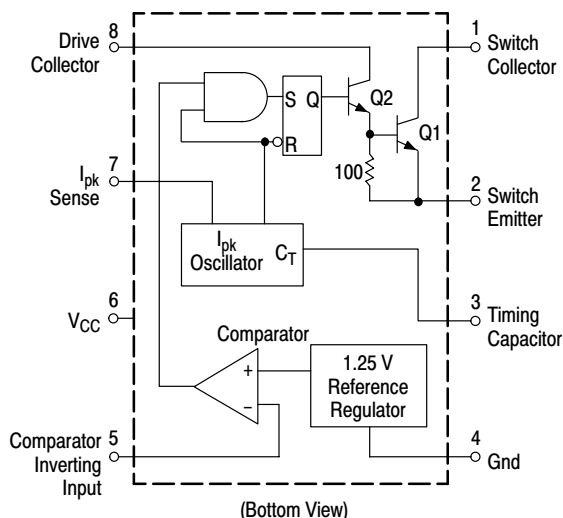 8
Drive
Collector
1
Switch
Collector
S Q
R
Q2
Q1
100
7
Ipk
Sense
2
Switch
Emitter
Ipk
Oscillator
CT
6
VCC
3
Timing
Capacitor
Comparator
+
−
1.25 V
Reference
Regulator
5
Comparator
Inverting
Input
4
Gnd
(Bottom View)